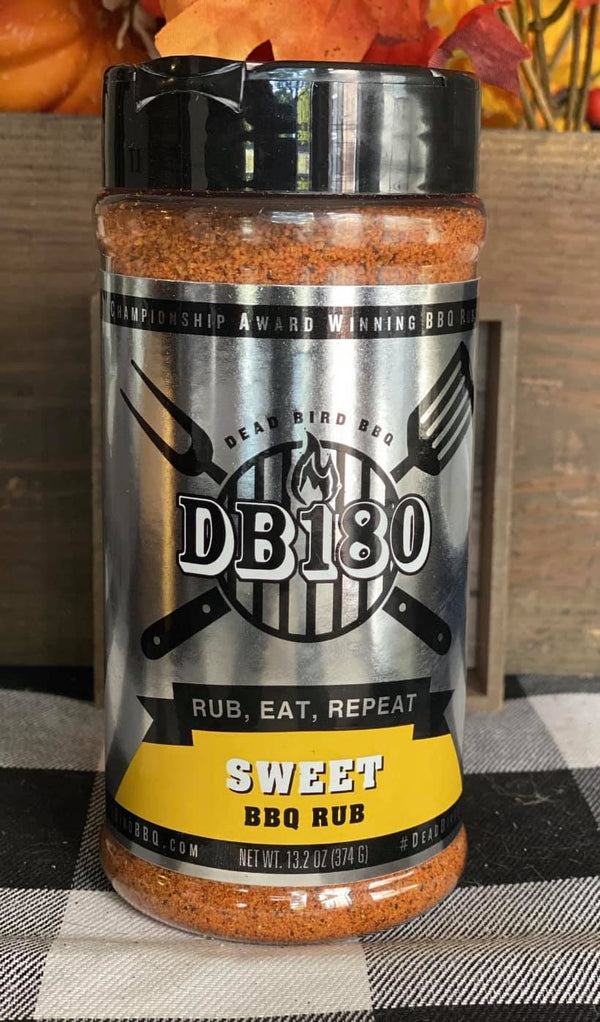 CHAMPIONSHIP AWARD WINNING BBQ
DEAD BIRD BBQ
DB180
RUB, EAT, REPEAT
SWEET
BBQ RUB
NET WT. 13.2 OZ (374 G)